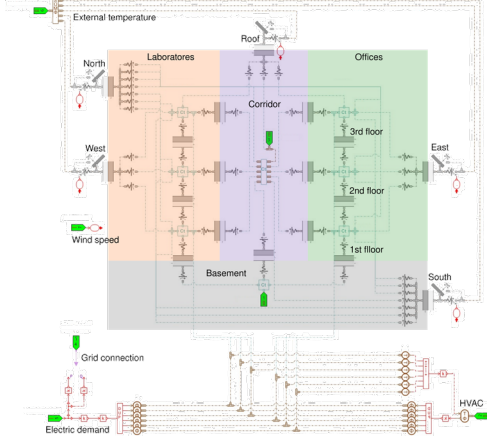 External temperature
Roof
North
Laboratores
Offices
Corridor
3rd floor
West
East
2nd floor
Wind speed
1st flloor
Basement
South
Grid connection
HVAC
Electric demand